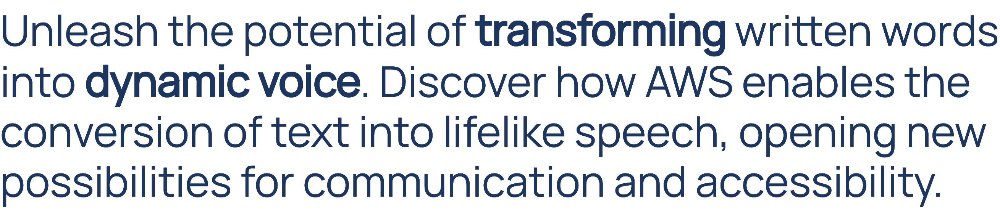 Unleash the potential of transforming written words
into dynamic voice. Discover how AWS enables the
conversion of text into lifelike speech, opening new
possibilities for communication and accessibility.